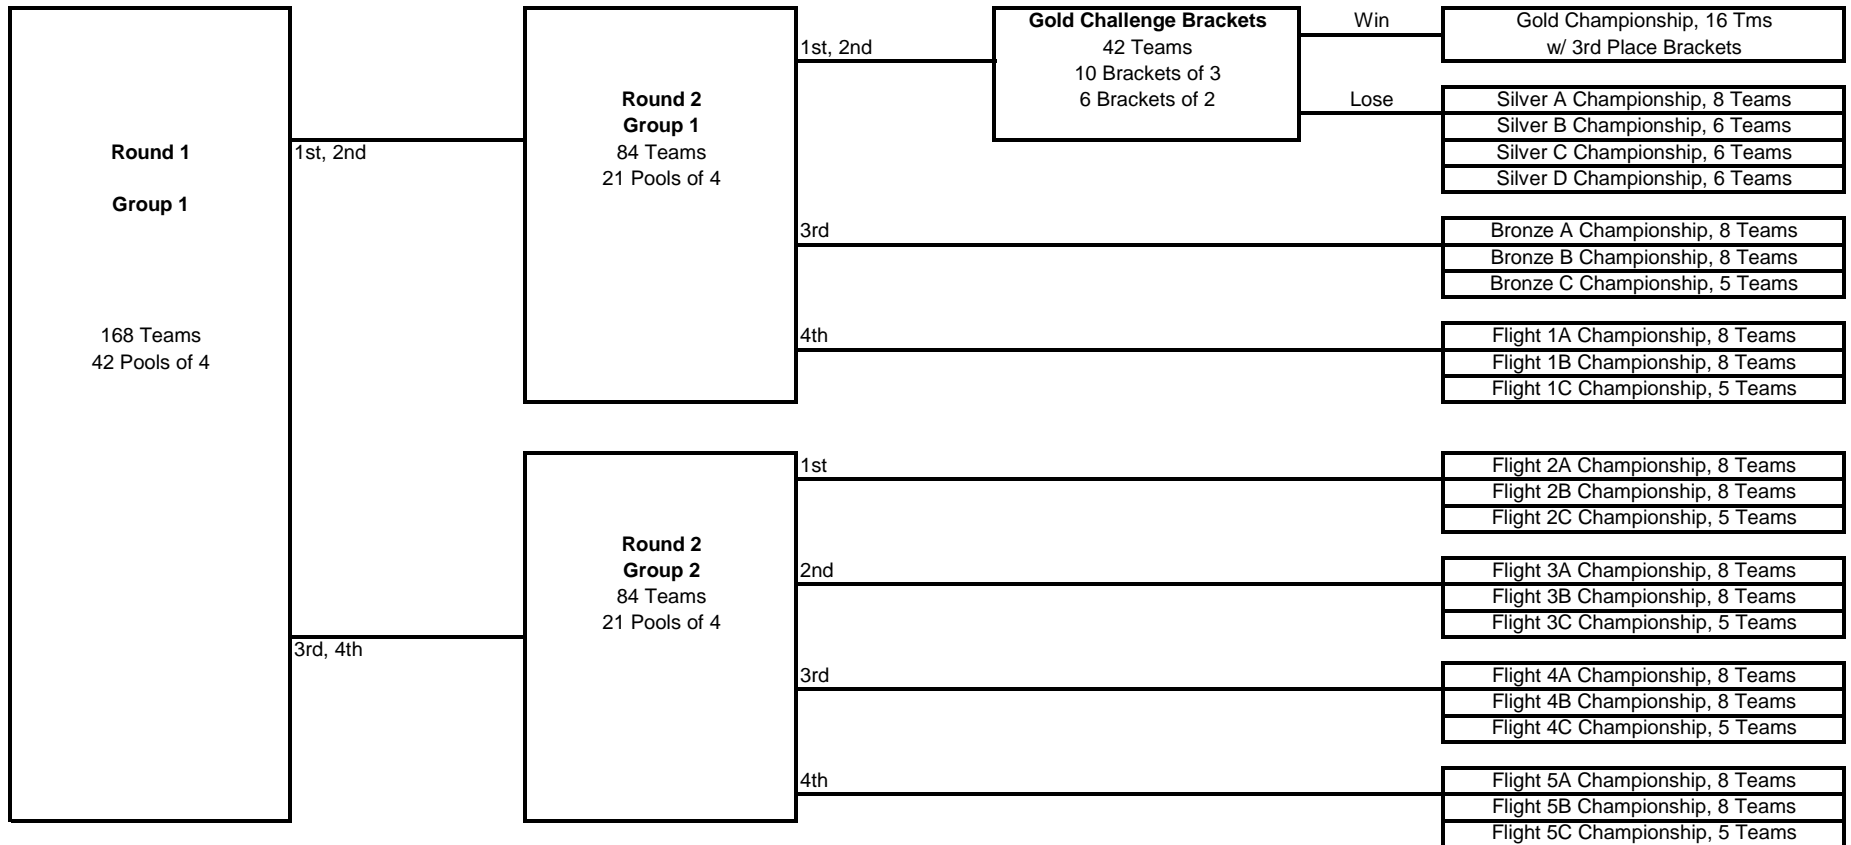 Round 1
Group 1
168 Teams
42 Pools of 4
1st, 2nd
3rd, 4th
Round 2
Group 1
84 Teams
21 Pools of 4
1st, 2nd
3rd
4th
Round 2
Group 2
84 Teams
21 Pools of 4
1st
2nd
3rd
4th
Gold Challenge Brackets
42 Teams
10 Brackets of 3
6 Brackets of 2
Win
Lose
Gold Championship, 16 Tms
w/ 3rd Place Brackets
Silver A Championship, 8 Teams
Silver B Championship, 6 Teams
Silver C Championship, 6 Teams
Silver D Championship, 6 Teams
Bronze A Championship, 8 Teams
Bronze B Championship, 8 Teams
Bronze C Championship, 5 Teams
Flight 1A Championship, 8 Teams
Flight 1B Championship, 8 Teams
Flight 1C Championship, 5 Teams
Flight 2A Championship, 8 Teams
Flight 2B Championship, 8 Teams
Flight 2C Championship, 5 Teams
Flight 3A Championship, 8 Teams
Flight 3B Championship, 8 Teams
Flight 3C Championship, 5 Teams
Flight 4A Championship, 8 Teams
Flight 4B Championship, 8 Teams
Flight 4C Championship, 5 Teams
Flight 5A Championship, 8 Teams
Flight 5B Championship, 8 Teams
Flight 5C Championship, 5 Teams